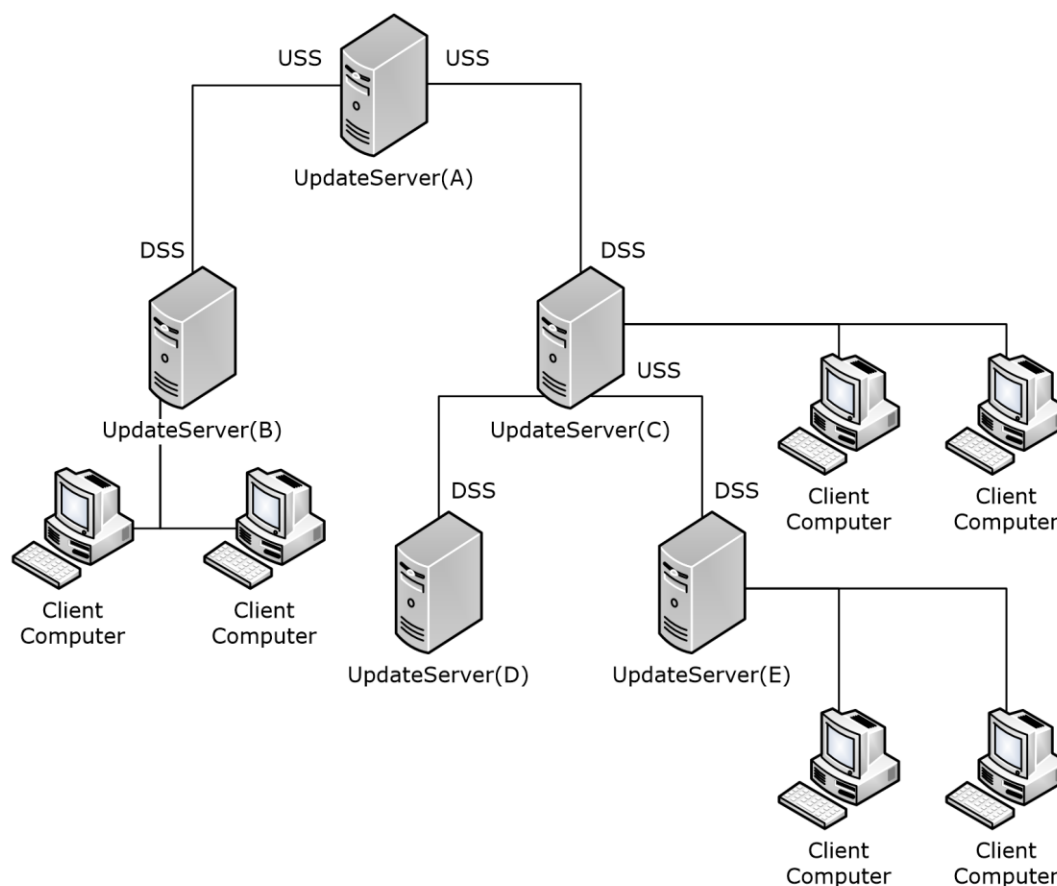 USS
USS
UpdateServer(A)
DSS
DSS
USS
UpdateServer(B)
UpdateServer(C)
Client
Computer
Client
Computer
DSS
DSS
Client
Computer
Client
Computer
UpdateServer(D)
UpdateServer(E)
Client
Computer
Client
Computer